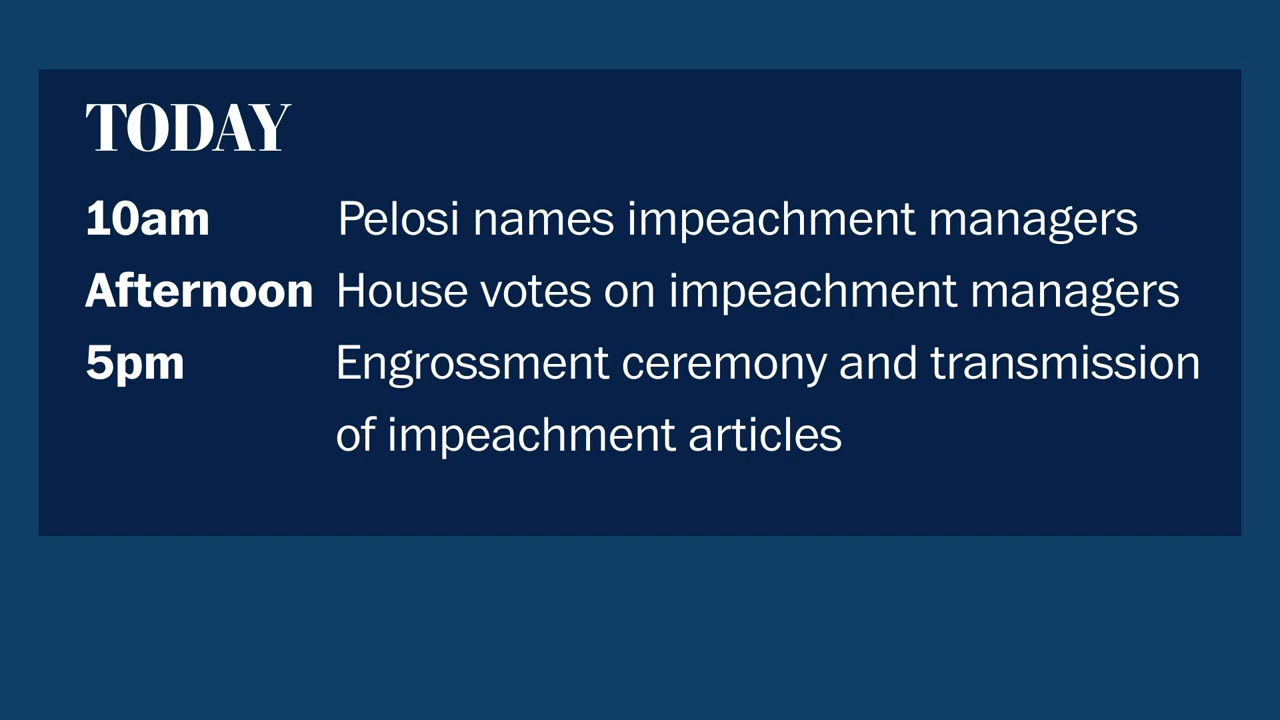 TODAY
10am Pelosi names impeachment managers
Afternoon House votes on impeachment managers
5pm Engrossment ceremony and transmission
of impeachment articles